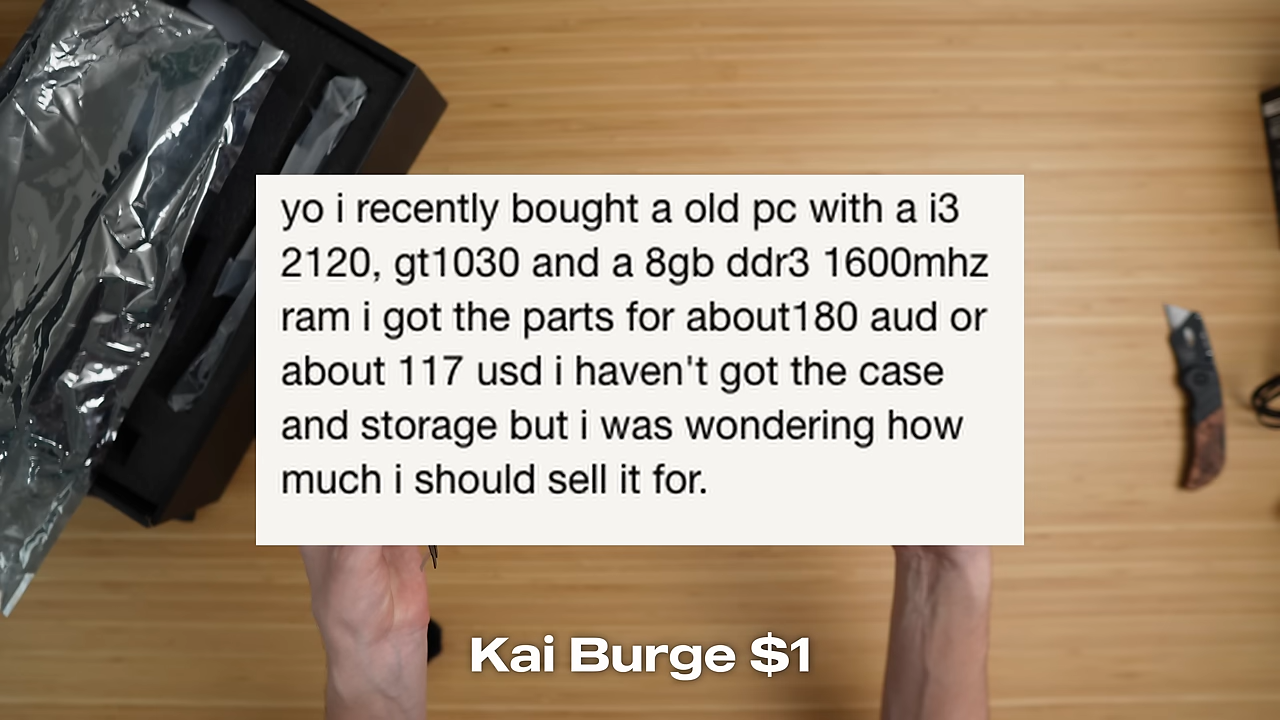 yo i recently bought a old pc with a i3
2120, gt1030 and a 8gb ddr3 1600mhz
ram i got the parts for about180 aud or
about 117 usd i haven't got the case
and storage but i was wondering how
much i should sell it for.
Kai Burge $1